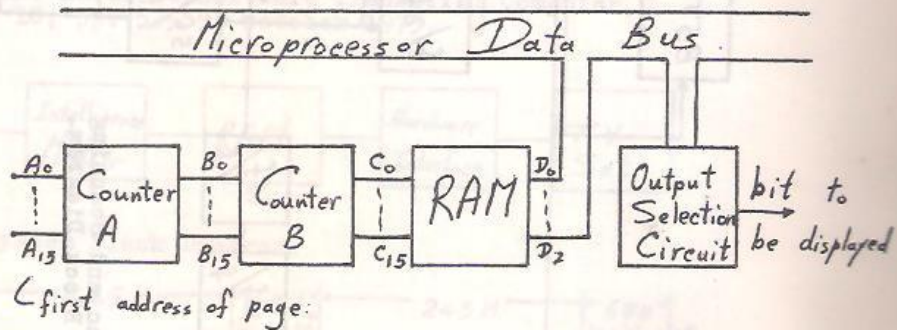 Microprocessor Data Bus
A0 B0 C0 D0
Counter A
Counter B
RAM
Output Selection Circuit
bit to be displayed
A15 B15 C15 D2
first address of page: